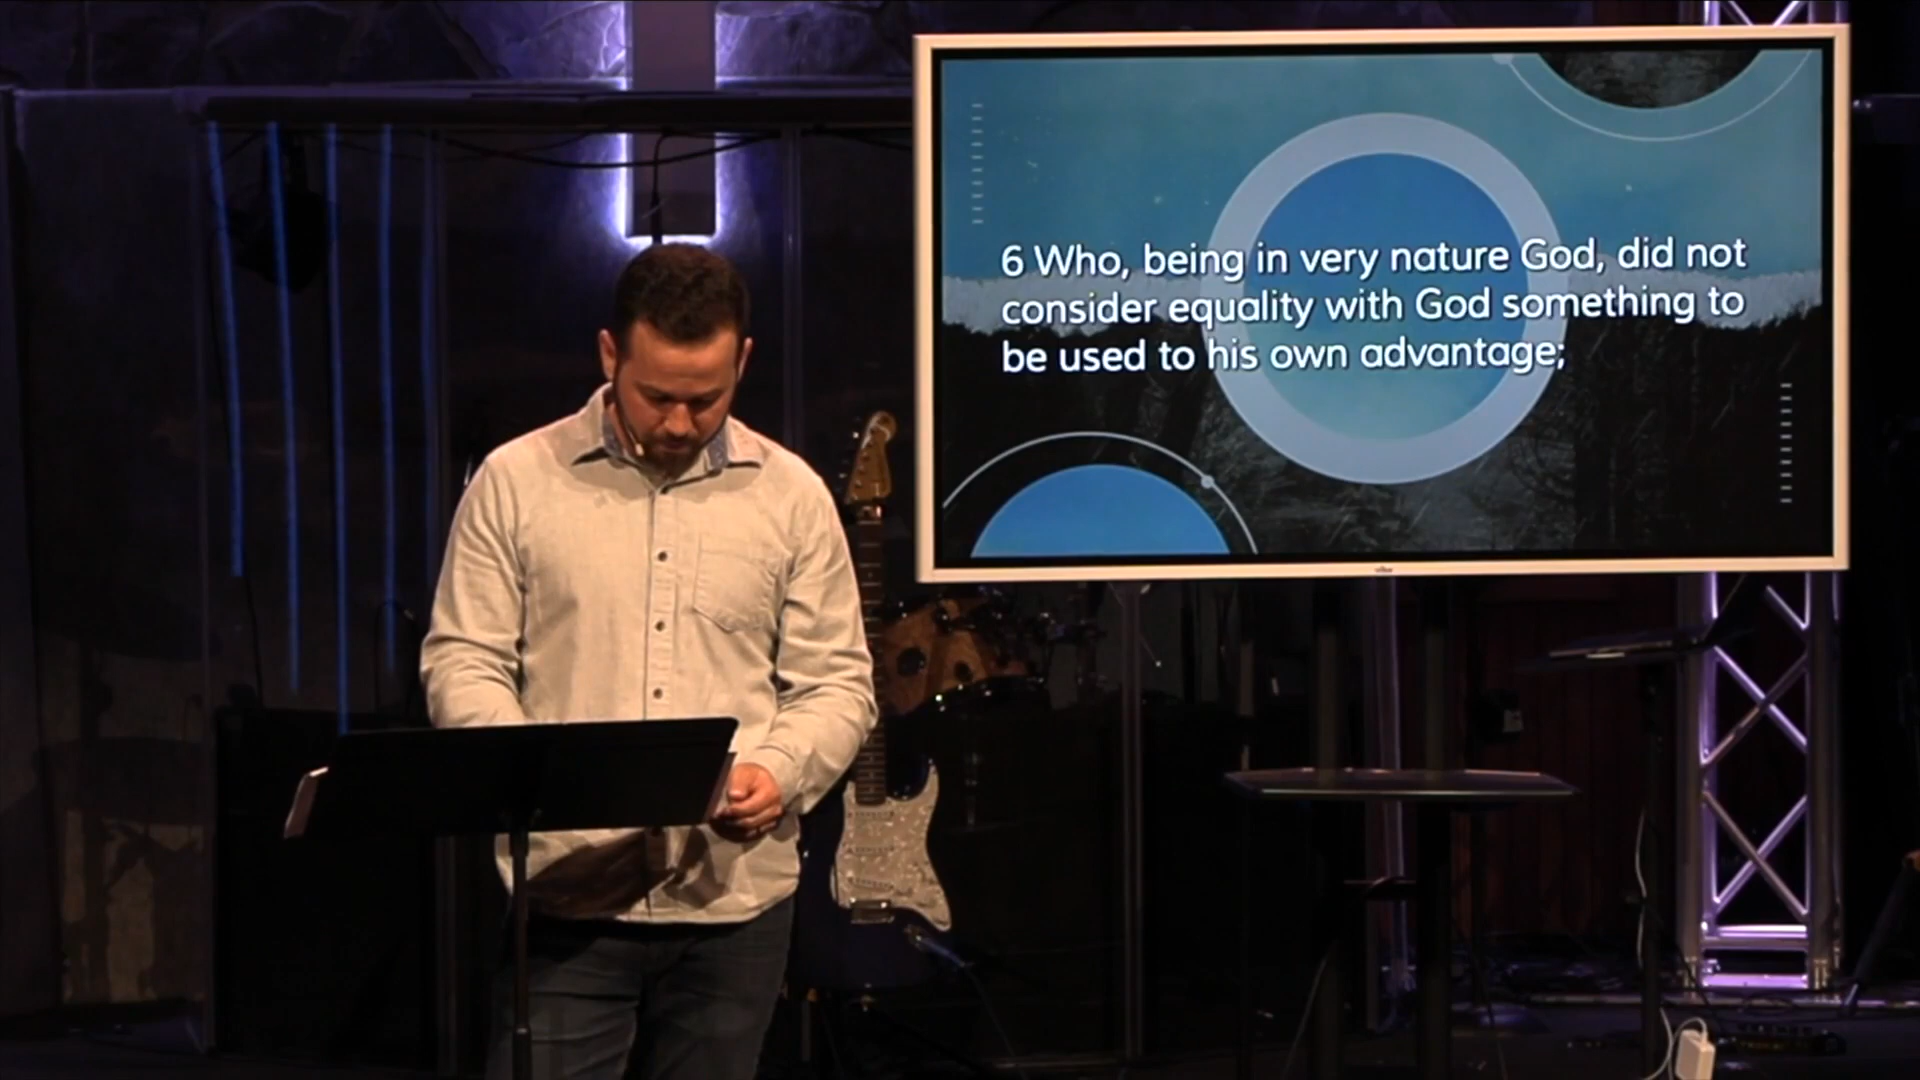 6 Who, being in very nature God, did not
consider equality with God something to
be used to his own advantage;